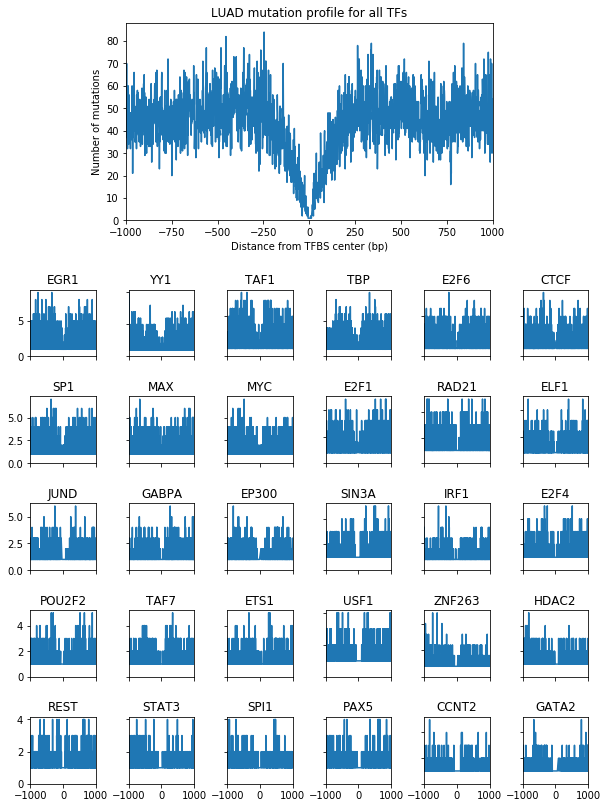 LUAD mutation profile for all TFs
80
70
60
50
40
30
20
10
0
Number of mutations
−1000 −750 −500 −250 0 250 500 750 1000
Distance from TFBS center (bp)
EGR1 YY1 TAF1 TBP E2F6 CTCF
5
0
SP1 MAX MYC E2F1 RAD21 ELF1
5.0
2.5
0.0
JUND GABPA EP300 SIN3A IRF1 E2F4
5.0
2.5
0.0
POU2F2 TAF7 ETS1 USF1 ZNF263 HDAC2
4
2
0
REST STAT3 SPI1 PAX5 CCNT2 GATA2
4
2
0
−1000 0 1000 −1000 0 1000 −1000 0 1000 −1000 0 1000 −1000 0 1000 −1000 0 1000